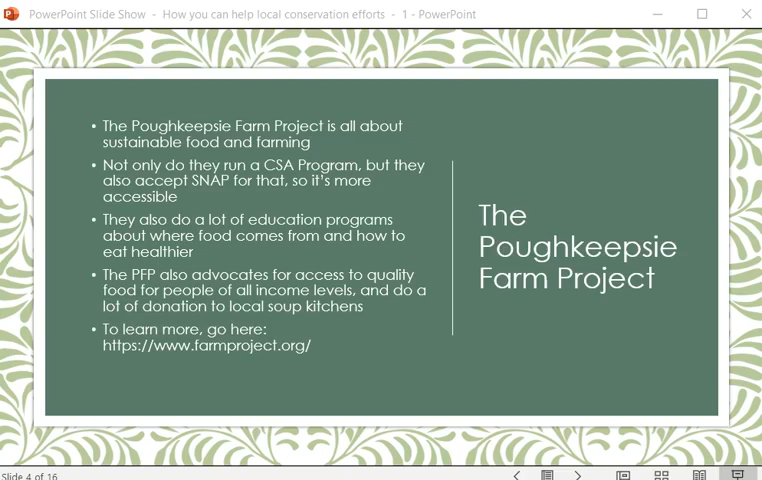 PowerPoint Slide Show - How you can help local conservation efforts - 1 - PowerPoint
• The Poughkeepsie Farm Project is all about
sustainable food and farming
• Not only do they run a CSA Program, but they
also accept SNAP for that, so it's more
accessible
• They also do a lot of education programs
about where food comes from and how to
eat healthier
• The PFP also advocates for access to quality
food for people of all income levels, and do a
lot of donation to local soup kitchens
• To learn more, go here:
https://www.farmproject.org/
The
Poughkeepsie
Farm Project
Slide 4 of 16